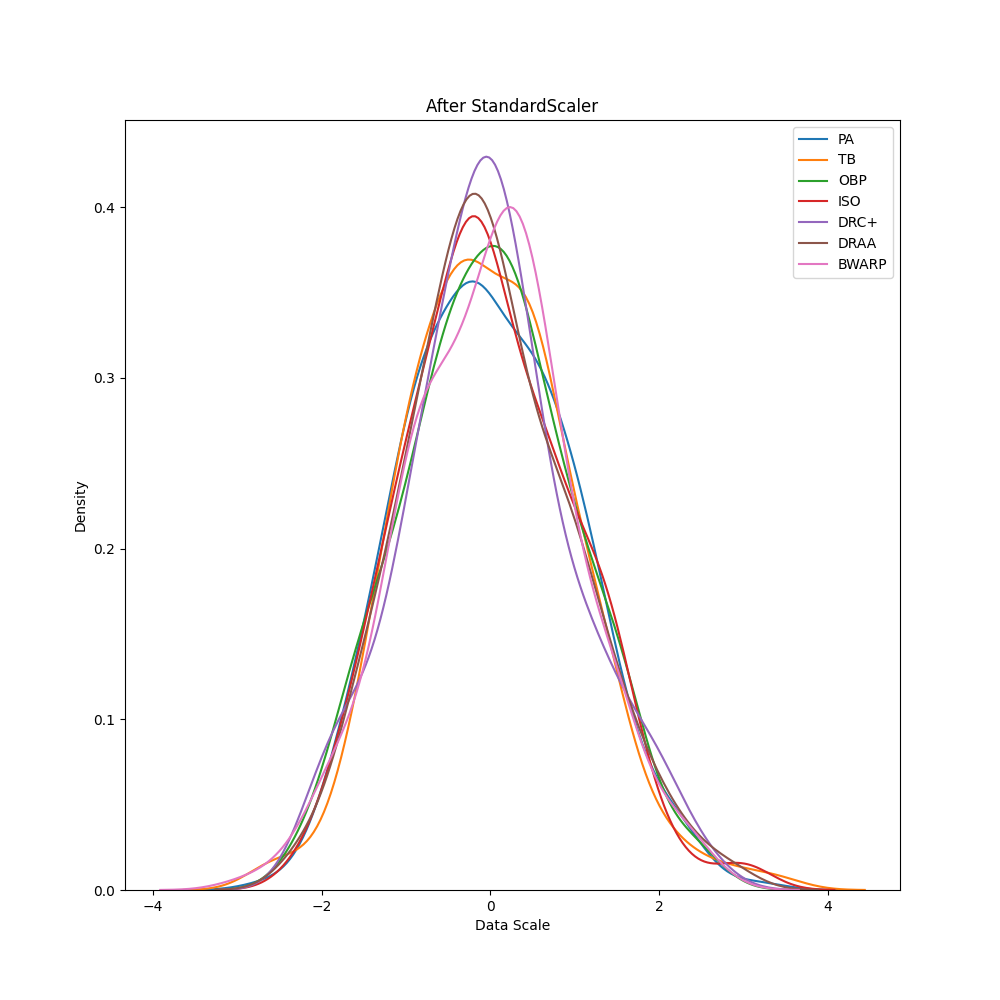 After StandardScaler
PA
TB
OBP
ISO
DRC+
DRAA
BWARP
0.4
0.3
0.2
0.1
0.0
Density
−4
−2
0
2
4
Data Scale